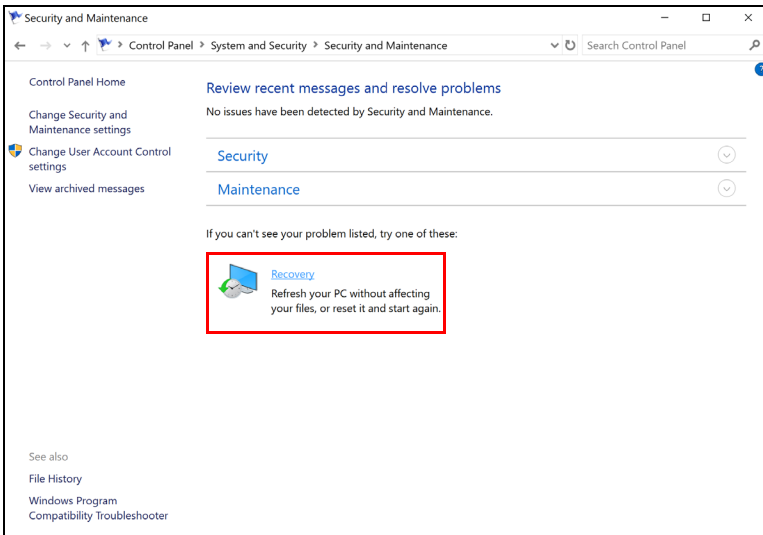 Security and Maintenance
Control Panel > System and Security > Security and Maintenance
Search Control Panel
?
Control Panel Home
Change Security and
Maintenance settings
Change User Account Control
settings
View archived messages
Review recent messages and resolve problems
No issues have been detected by Security and Maintenance.
Security
Maintenance
If you can't see your problem listed, try one of these:
Recovery
Refresh your PC without affecting
your files, or reset it and start again.
See also
File History
Windows Program
Compatibility Troubleshooter